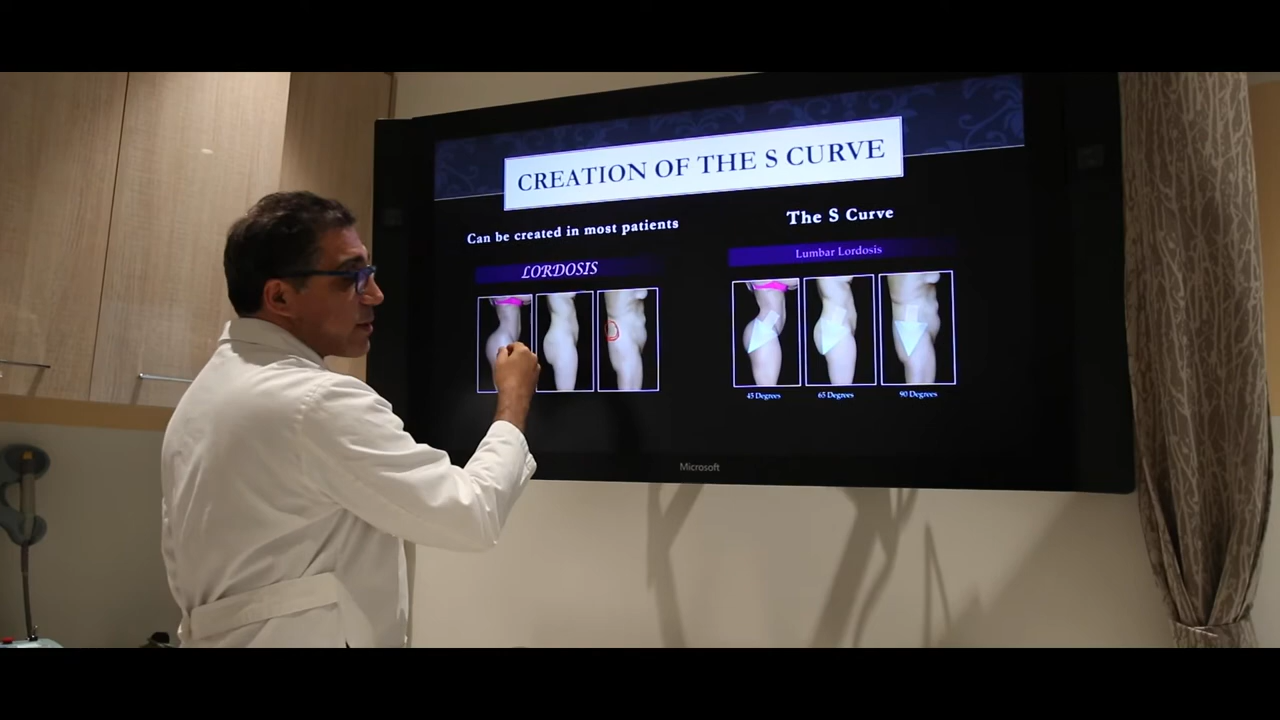 CREATION OF THE S CURVE
Can be created in most patients
LORDOSIS
The S Curve
Lumbar Lordosis
45 Degrees
65 Degrees
90 Degrees
Microsoft